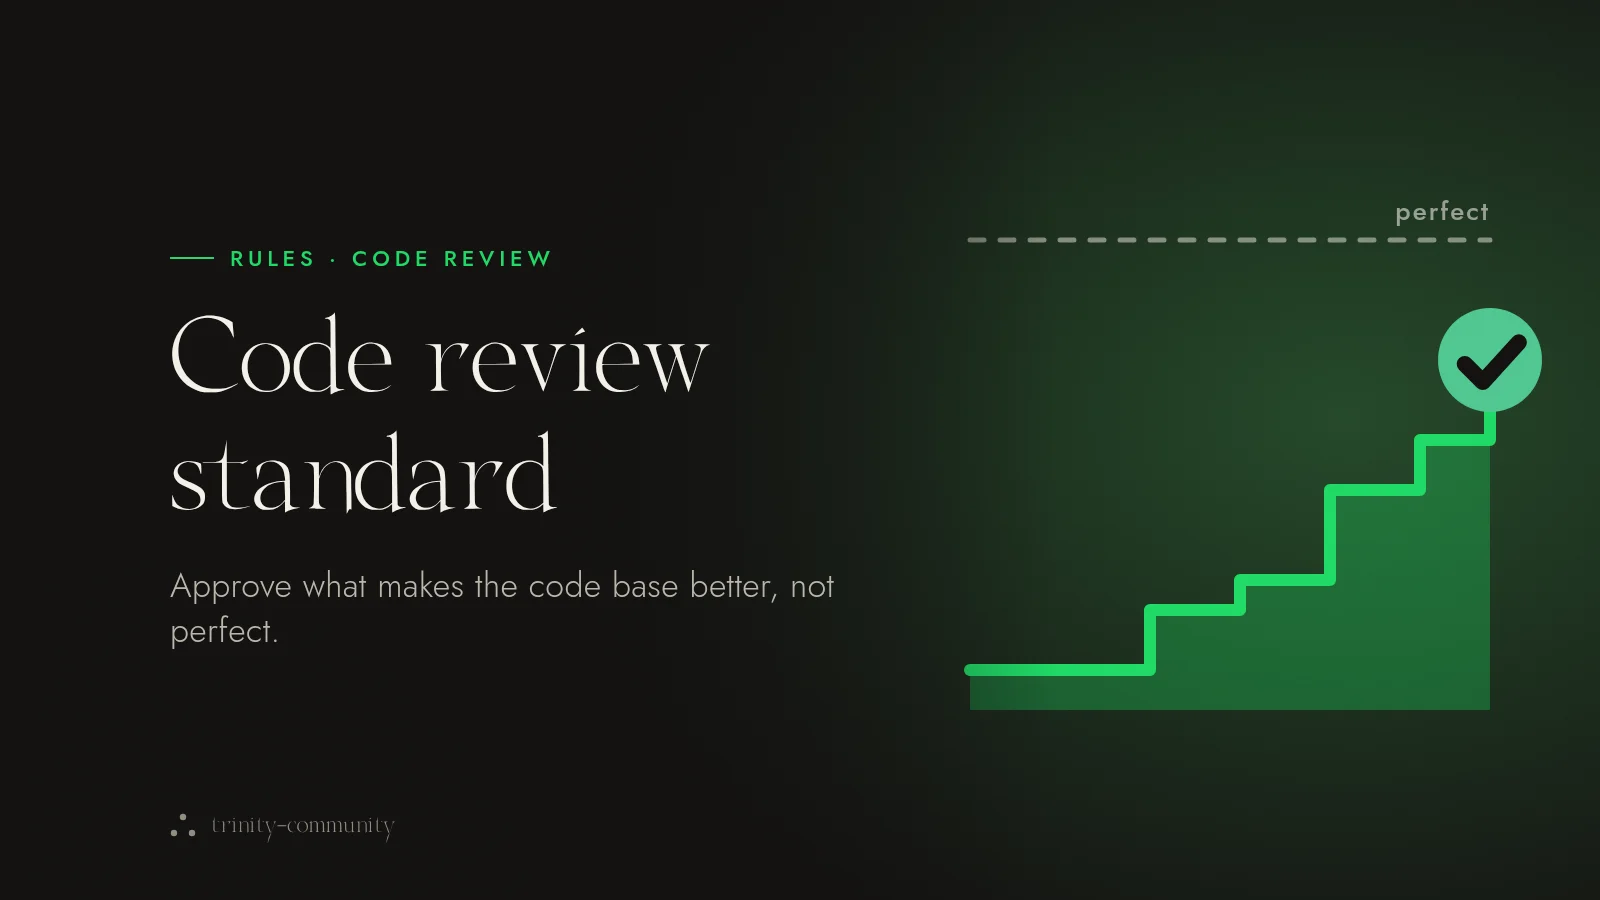 RULES · CODE REVIEW
Code review
standard
Approve what makes the code base better, not
perfect.
perfect
trinity-community